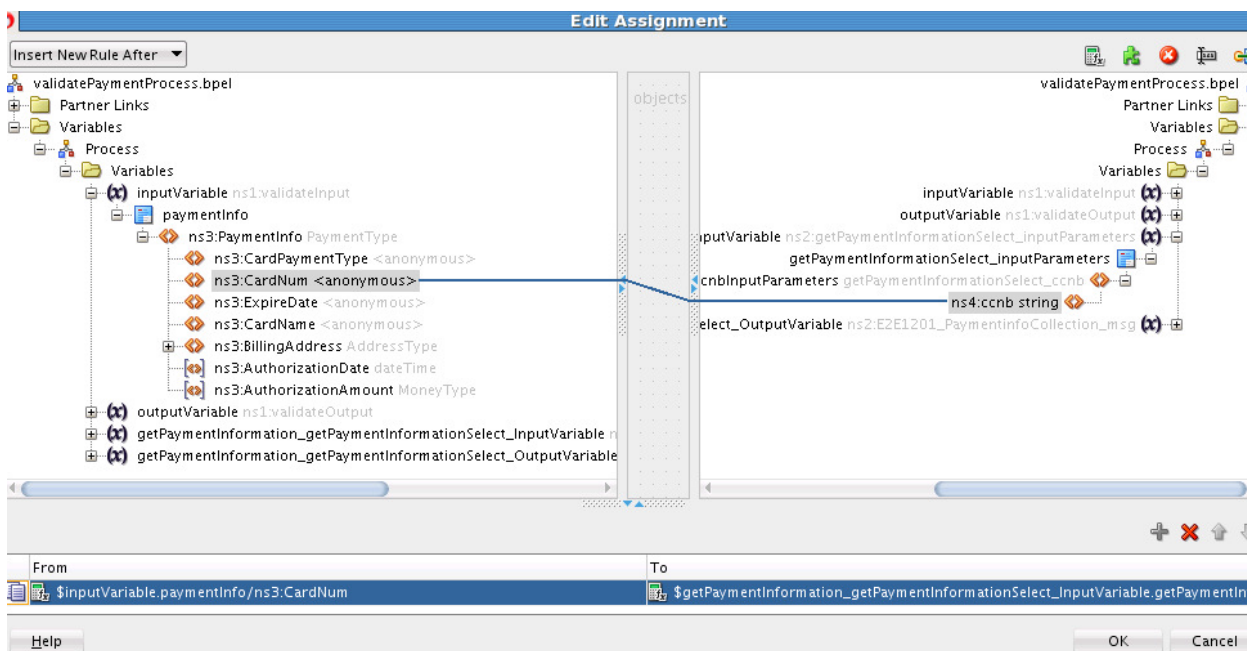 Edit Assignment
Insert New Rule After
validatePaymentProcess.bpel
Partner Links
Variables
Process
Variables
inputVariable ns1:validateInput
paymentInfo
ns3:PaymentInfo PaymentType
ns3:CardPaymentType <anonymous>
ns3:CardNum <anonymous>
ns3:ExpireDate <anonymous>
ns3:CardName <anonymous>
ns3:BillingAddress AddressType
ns3:AuthorizationDate dateTime
ns3:AuthorizationAmount MoneyType
outputVariable ns1:validateOutput
getPaymentInformation_getPaymentInformationSelect_InputVariable n
getPaymentInformation_getPaymentInformationSelect_OutputVariable
objects
validatePaymentProcess.bpel
Partner Links
Variables
Process
Variables
inputVariable ns1:validateInput
outputVariable ns1:validateOutput
nputVariable ns2:getPaymentInformationSelect_inputParameters
getPaymentInformationSelect_inputParameters
cnbInputParameters getPaymentInformationSelect_ccnb
ns4:ccnb string
elect_OutputVariable ns2:E2E1201_PaymentinfoCollection_msg
From To
$inputVariable.paymentInfo/ns3:CardNum $getPaymentInformation_getPaymentInformationSelect_InputVariable.getPaymentIn
Help OK Cancel